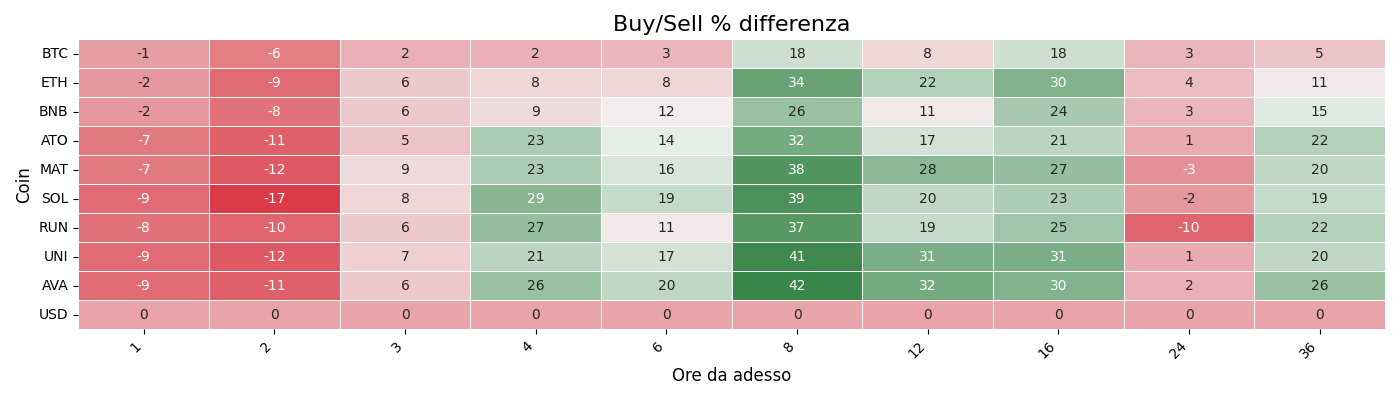 Buy/Sell % differenza
Coin
BTC -1 -6 2 2 3 18 8 18 3 5
ETH -2 -9 6 8 8 34 22 30 4 11
BNB -2 -8 6 9 12 26 11 24 3 15
ATO -7 -11 5 23 14 32 17 21 1 22
MAT -7 -12 9 23 16 38 28 27 -3 20
SOL -9 -17 8 29 19 39 20 23 -2 19
RUN -8 -10 6 27 11 37 19 25 -10 22
UNI -9 -12 7 21 17 41 31 31 1 20
AVA -9 -11 6 26 20 42 32 30 2 26
USD 0 0 0 0 0 0 0 0 0 0
1 2 3 4 6 8 12 16 24 36
Ore da adesso